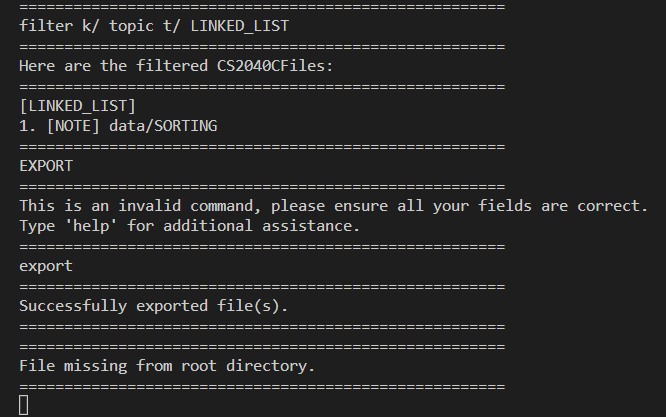 ======================================================
filter k/ topic t/ LINKED_LIST
======================================================
Here are the filtered CS2040CFiles:
======================================================
[LINKED_LIST]
1. [NOTE] data/SORTING
======================================================
EXPORT
======================================================
This is an invalid command, please ensure all your fields are correct.
Type 'help' for additional assistance.
======================================================
export
======================================================
Successfully exported file(s).
======================================================
======================================================
File missing from root directory.
======================================================